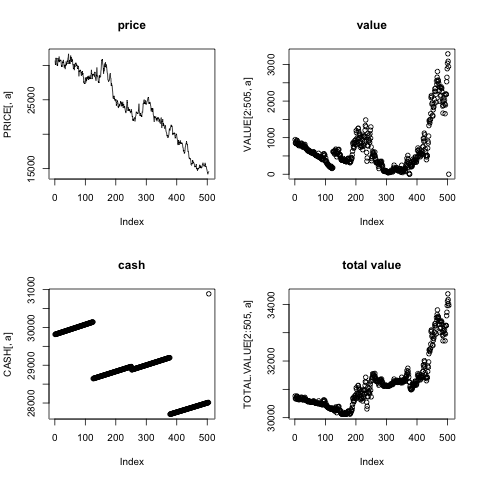 price
value
PRICE[, a]
15000
25000
0 100 200 300 400 500
Index
VALUE[2:505, a]
0 1000 2000 3000
0 100 200 300 400 500
Index
cash
total value
CASH[, a]
28000 29000 30000 31000
0 100 200 300 400 500
Index
TOTAL.VALUE[2:505, a]
30000 32000 34000
0 100 200 300 400 500
Index